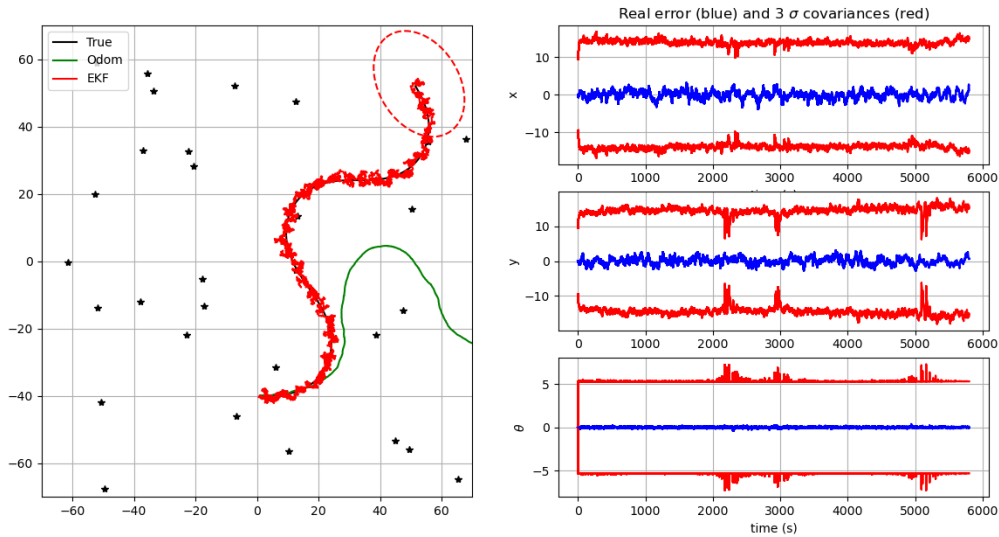 True
Odom
EKF
60
40
20
0
−20
−40
−60
−60 −40 −20 0 20 40 60
Real error (blue) and 3 σ covariances (red)
x
10
0
−10
0 1000 2000 3000 4000 5000 6000
y
10
0
−10
0 1000 2000 3000 4000 5000 6000
θ
5
0
−5
0 1000 2000 3000 4000 5000 6000
time (s)